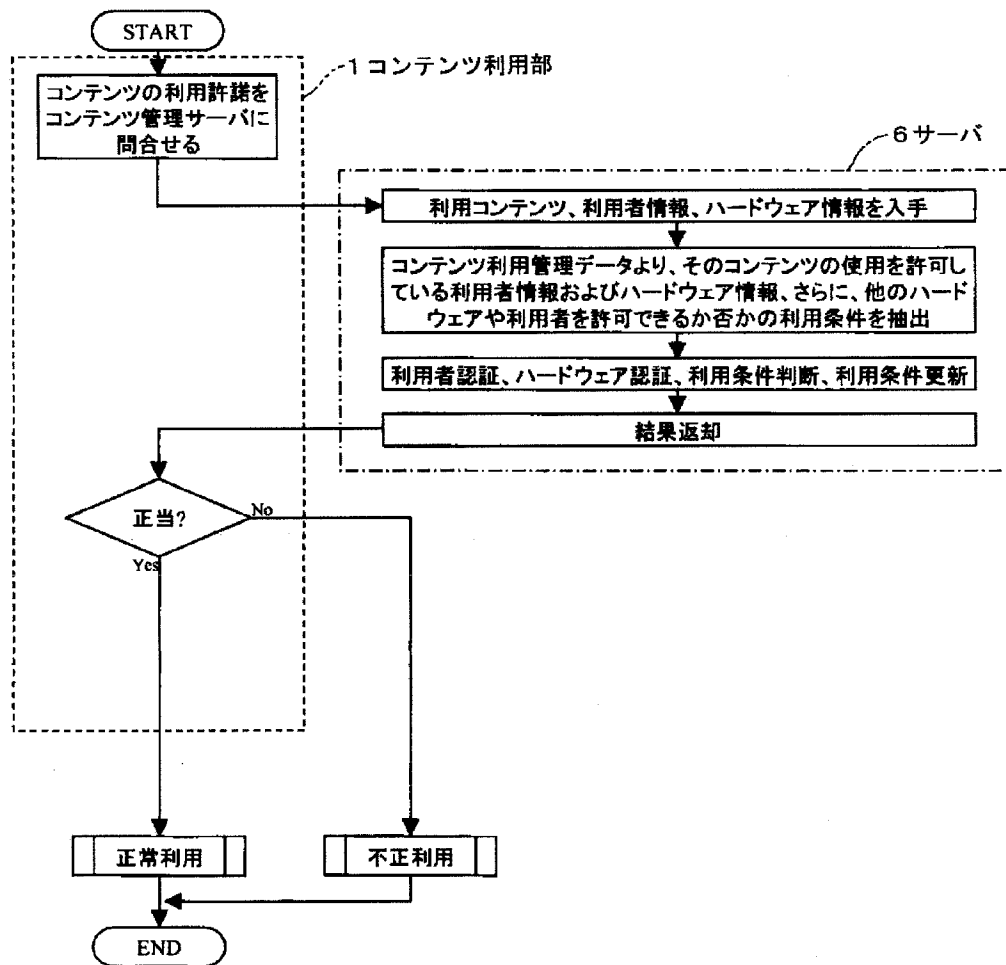 START
1 コンテンツ利用部
コンテンツの利用許諾を
コンテンツ管理サーバに
問合せる
6 サーバ
利用コンテンツ、利用者情報、ハードウェア情報を入手
コンテンツ利用管理データより、そのコンテンツの使用を許可し
ている利用者情報およびハードウェア情報、さらに、他のハード
ウェアや利用者を許可できるか否かの利用条件を抽出
利用者認証、ハードウェア認証、利用条件判断、利用条件更新
結果返却
正当?
No
Yes
正常利用
不正利用
END